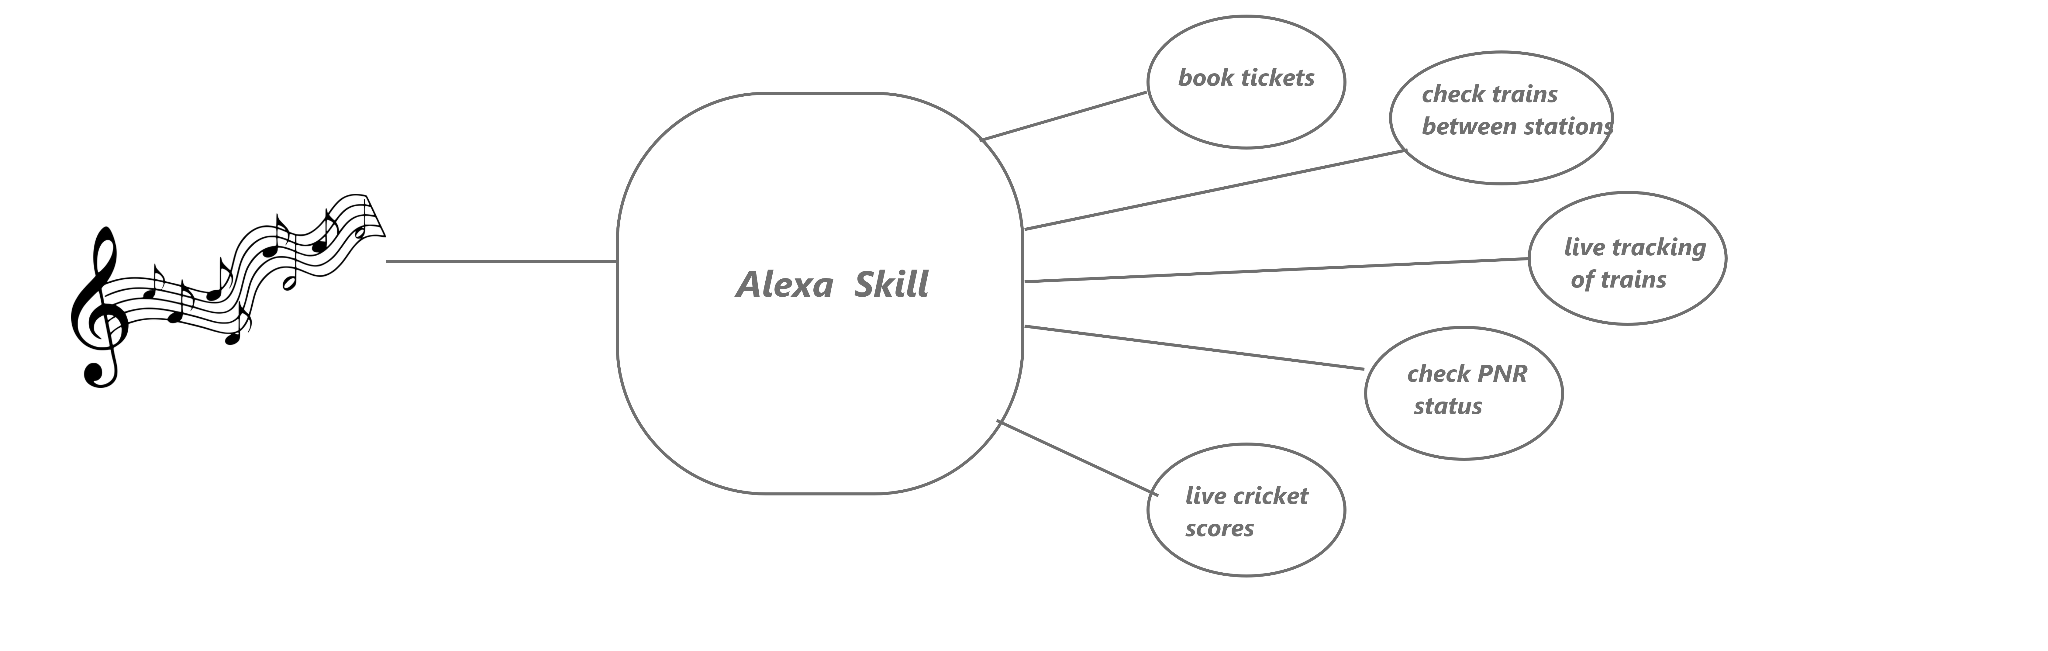 book tickets
check trains
between stations
live tracking
of trains
Alexa Skill
check PNR
status
live cricket
scores